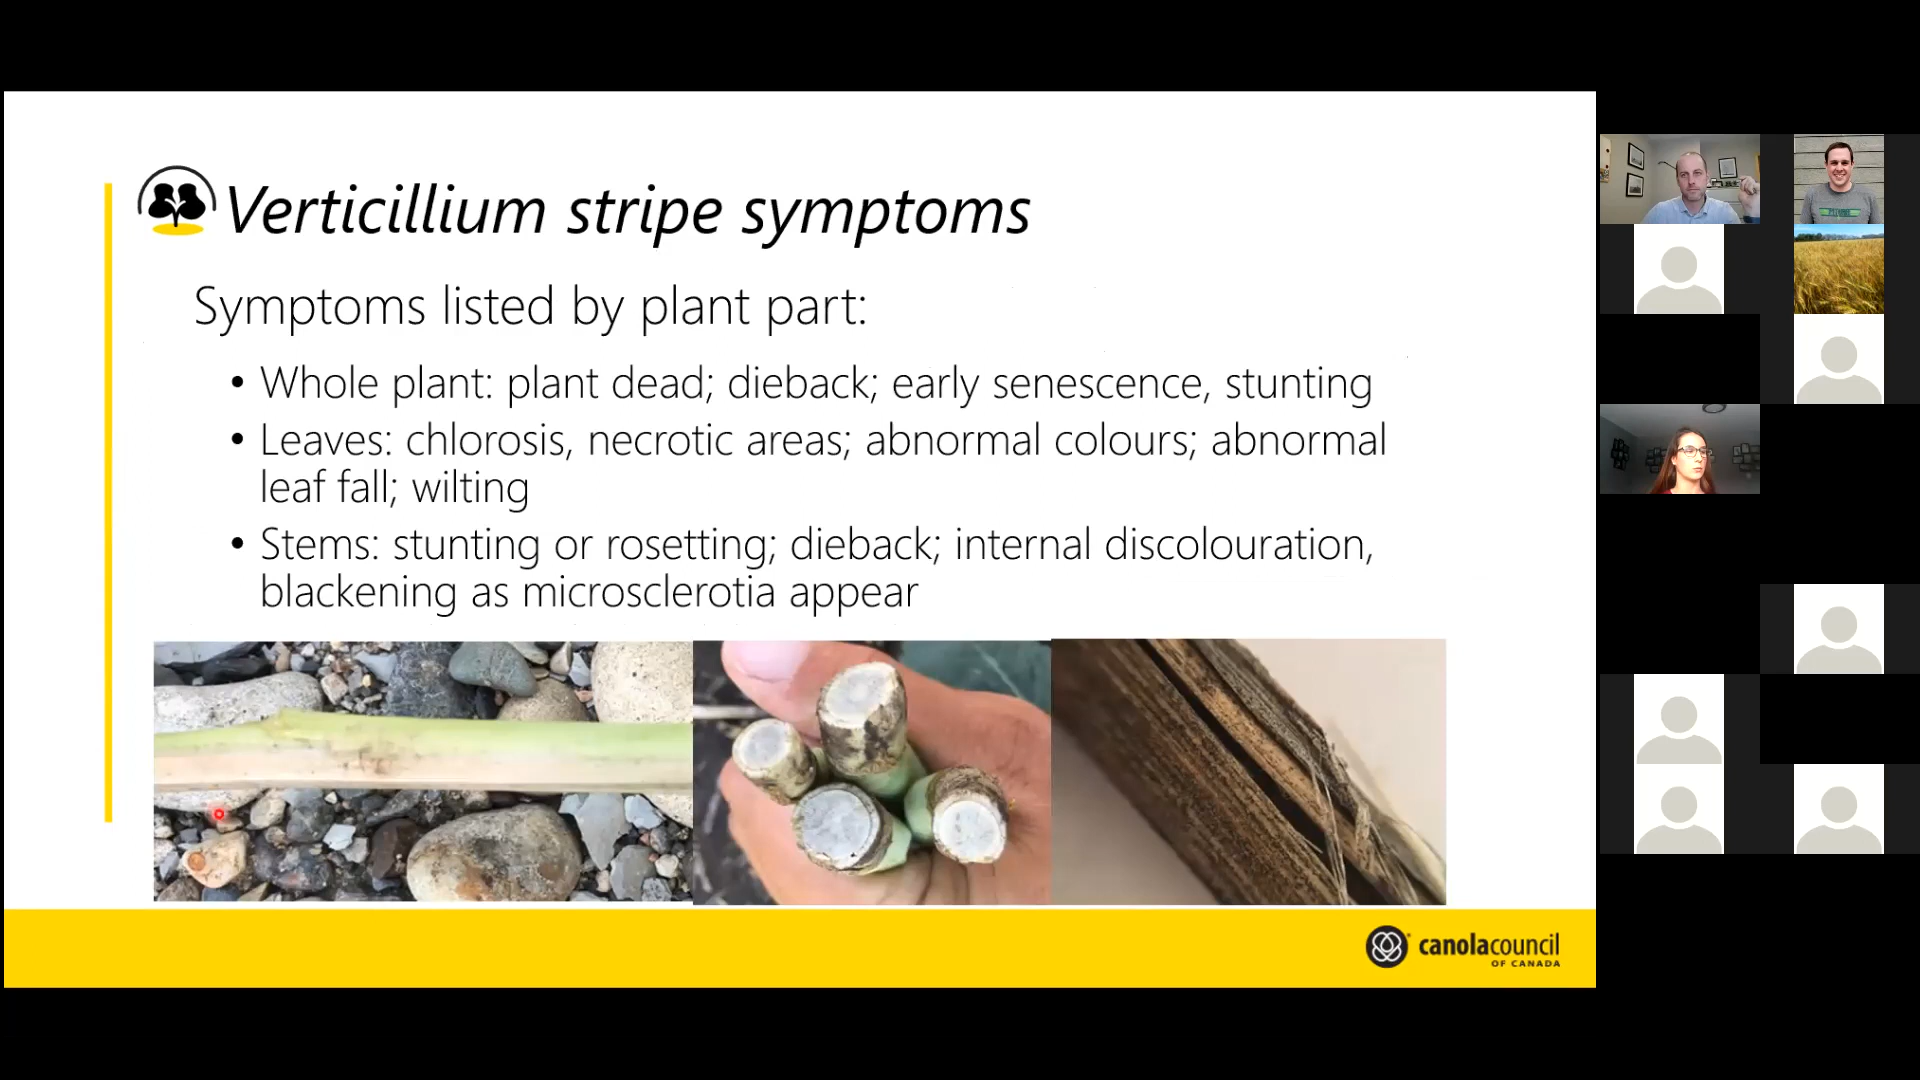 Verticillium stripe symptoms
Symptoms listed by plant part:
• Whole plant: plant dead; dieback; early senescence, stunting
• Leaves: chlorosis, necrotic areas; abnormal colours; abnormal
leaf fall; wilting
• Stems: stunting or rosetting; dieback; internal discolouration,
blackening as microsclerotia appear
canolacouncil
OF CANADA